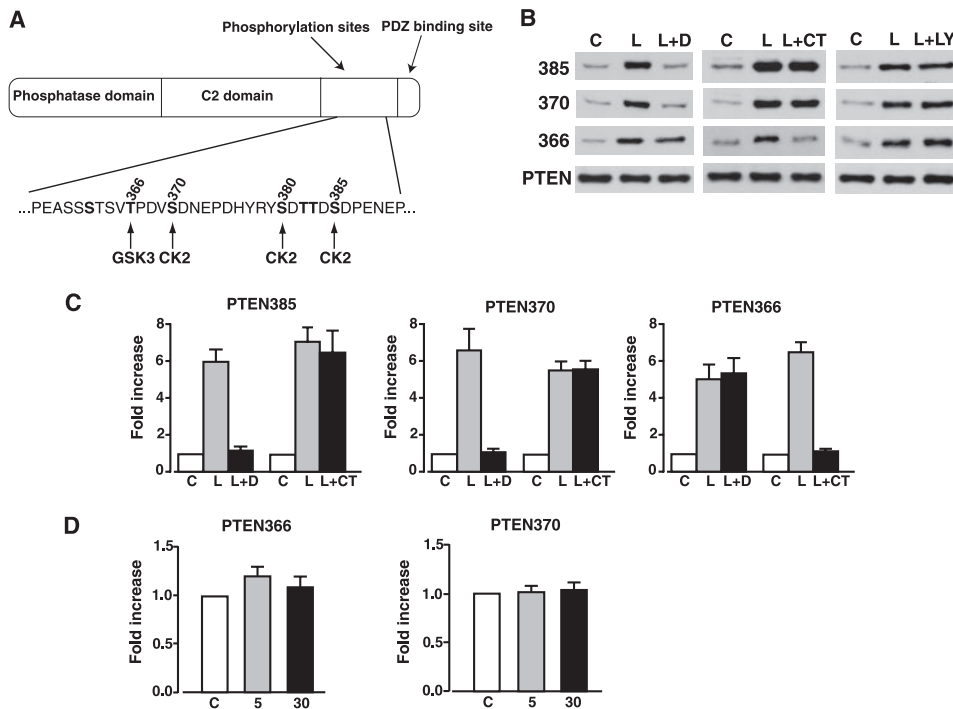 A
Phosphorylation sites
PDZ binding site
Phosphatase domain
C2 domain
366
370
380
385
...PEASSSTSVTPDVSDNEPDHYRYSDTTDSDPENEP...
GSK3 CK2 CK2 CK2
B
C L L+D C L L+CT C L L+LY
385
370
366
PTEN
C
PTEN385
Fold increase
8
6
4
2
0
C L L+D C L L+CT
PTEN370
Fold increase
8
6
4
2
0
C L L+D C L L+CT
PTEN366
Fold increase
8
6
4
2
0
C L L+D C L L+CT
D
PTEN366
Fold increase
1.5
1.0
0.5
0.0
C 5 30
PTEN370
Fold increase
1.5
1.0
0.5
0.0
C 5 30